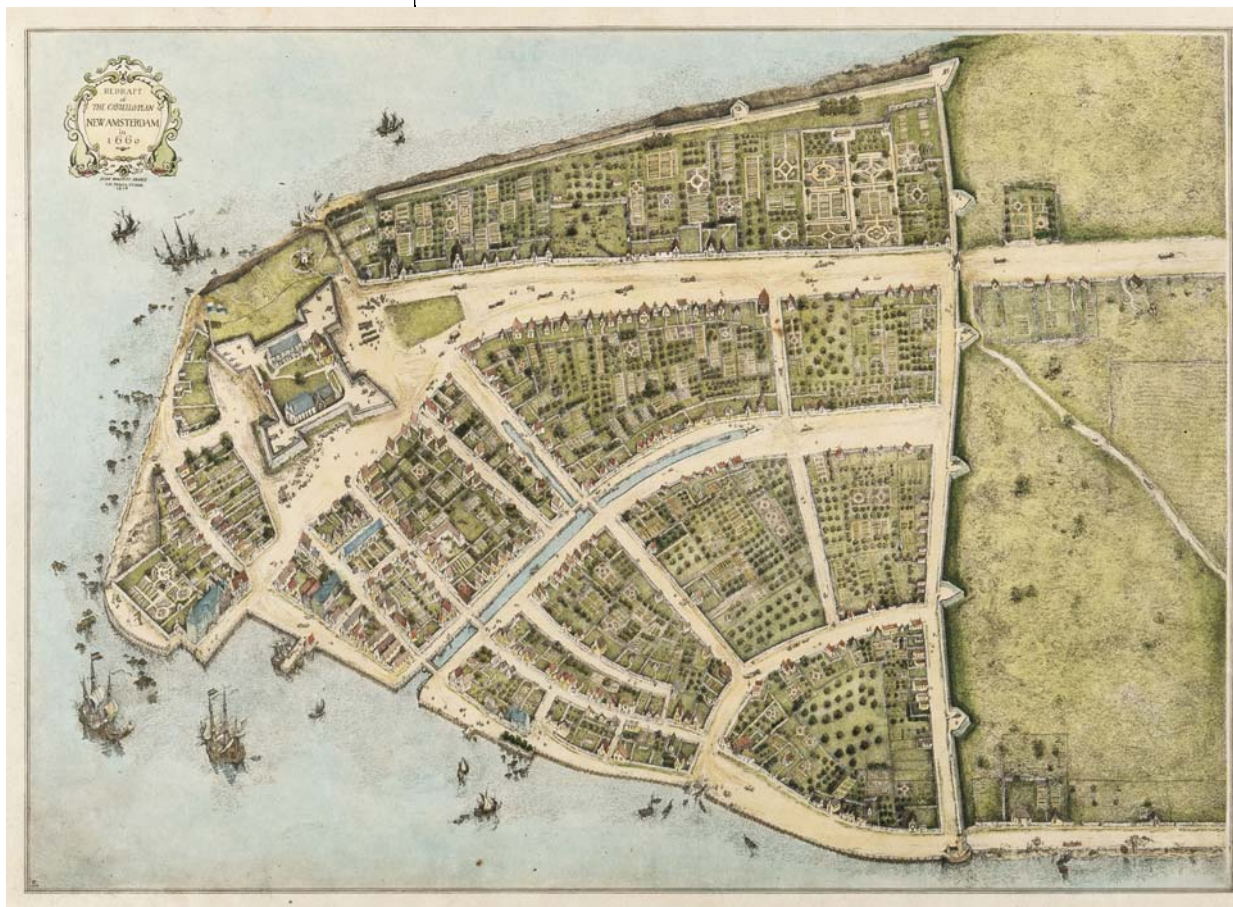 REDRAFT
of
THE CASTELLO PLAN
NEW AMSTERDAM
in
1660